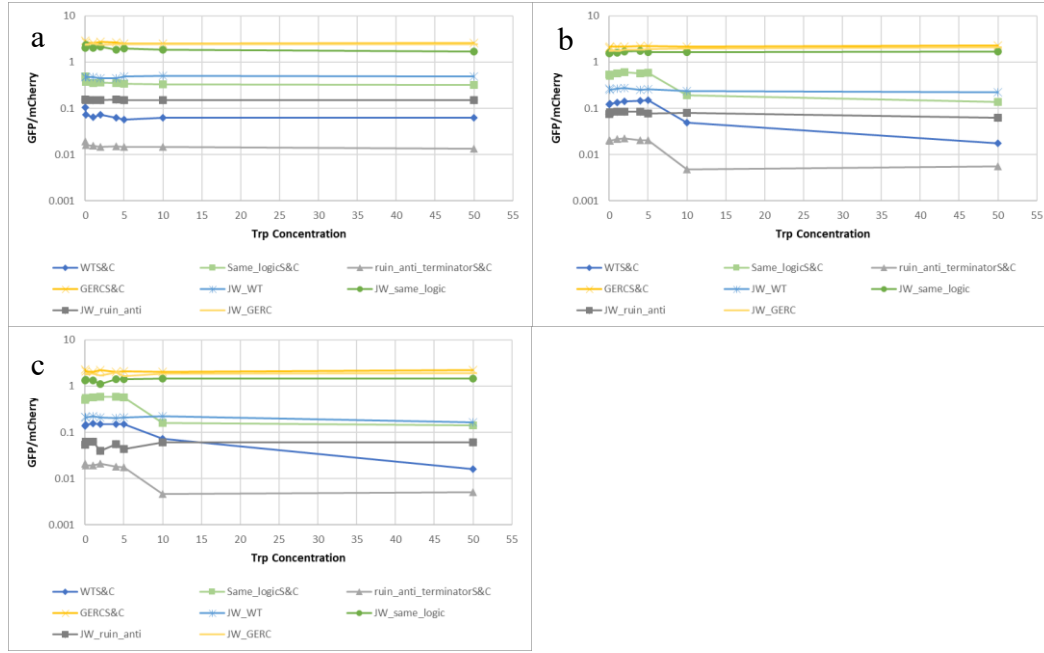 a
10
1
0.1
0.01
0.001
GFP/mCherry
0 5 10 15 20 25 30 35 40 45 50 55
Trp Concentration
WTS&C Same_logicS&C ruin_anti_terminatorS&C
GERCS&C JW_WT JW_same_logic
JW_ruin_anti JW_GERC
b
10
1
0.1
0.01
0.001
GFP/mCherry
0 5 10 15 20 25 30 35 40 45 50 55
Trp Concentration
WTS&C Same_logicS&C ruin_anti_terminatorS&C
GERCS&C JW_WT JW_same_logic
JW_ruin_anti JW_GERC
c
10
1
0.1
0.01
0.001
GFP/mCherry
0 5 10 15 20 25 30 35 40 45 50 55
Trp Concentration
WTS&C Same_logicS&C ruin_anti_terminatorS&C
GERCS&C JW_WT JW_same_logic
JW_ruin_anti JW_GERC